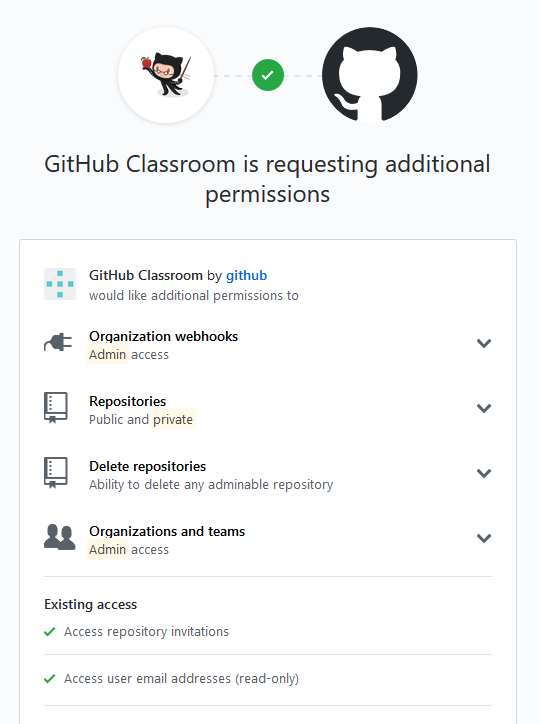 GitHub Classroom is requesting additional
permissions
GitHub Classroom by github
would like additional permissions to
Organization webhooks
Admin access
Repositories
Public and private
Delete repositories
Ability to delete any adminable repository
Organizations and teams
Admin access
Existing access
Access repository invitations
Access user email addresses (read-only)